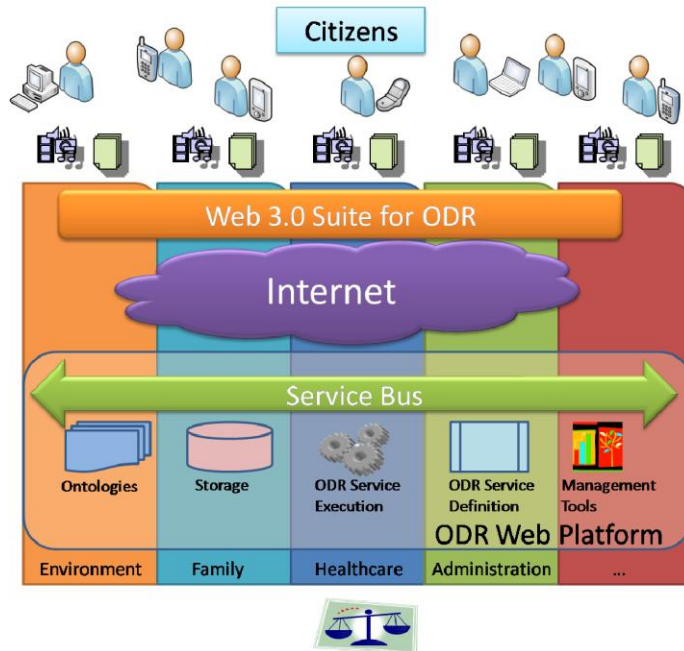 Citizens
Web 3.0 Suite for ODR
Internet
Service Bus
Ontologies
Storage
ODR Service
Execution
ODR Service
Definition
Management
Tools
ODR Web Platform
Environment
Family
Healthcare
Administration
...